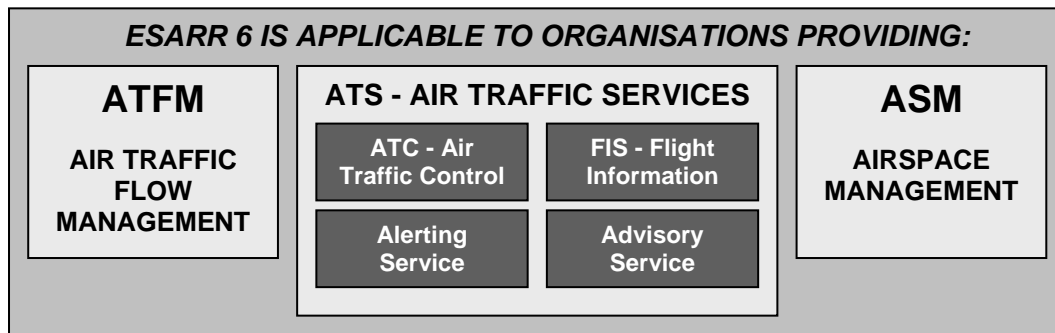 ESARR 6 IS APPLICABLE TO ORGANISATIONS PROVIDING:
ATFM
AIR TRAFFIC
FLOW
MANAGEMENT
ATS - AIR TRAFFIC SERVICES
ATC - Air
Traffic Control
FIS - Flight
Information
Alerting
Service
Advisory
Service
ASM
AIRSPACE
MANAGEMENT